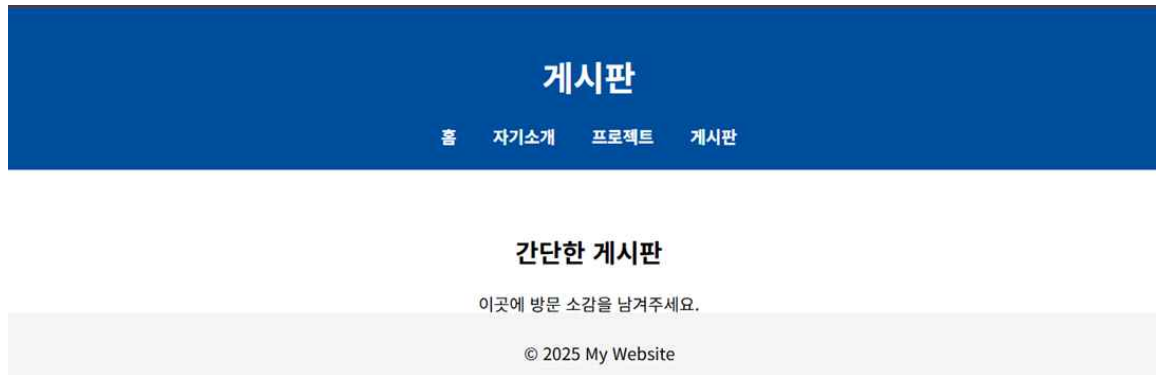 게시판
홈 자기소개 프로젝트 게시판
간단한 게시판
이곳에 방문 소감을 남겨주세요.
© 2025 My Website